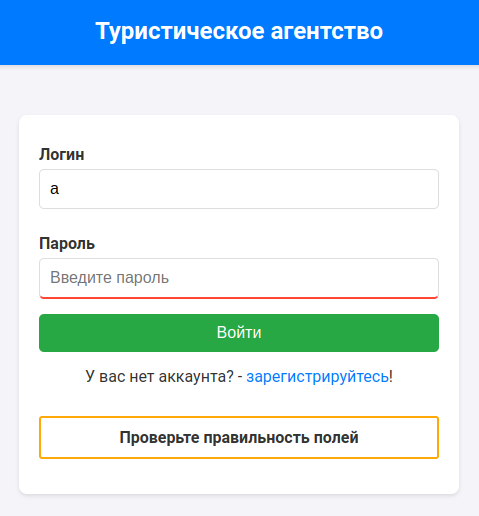 Туристическое агентство
Логин
a
Пароль
Введите пароль
Войти
У вас нет аккаунта? - зарегистрируйтесь!
Проверьте правильность полей